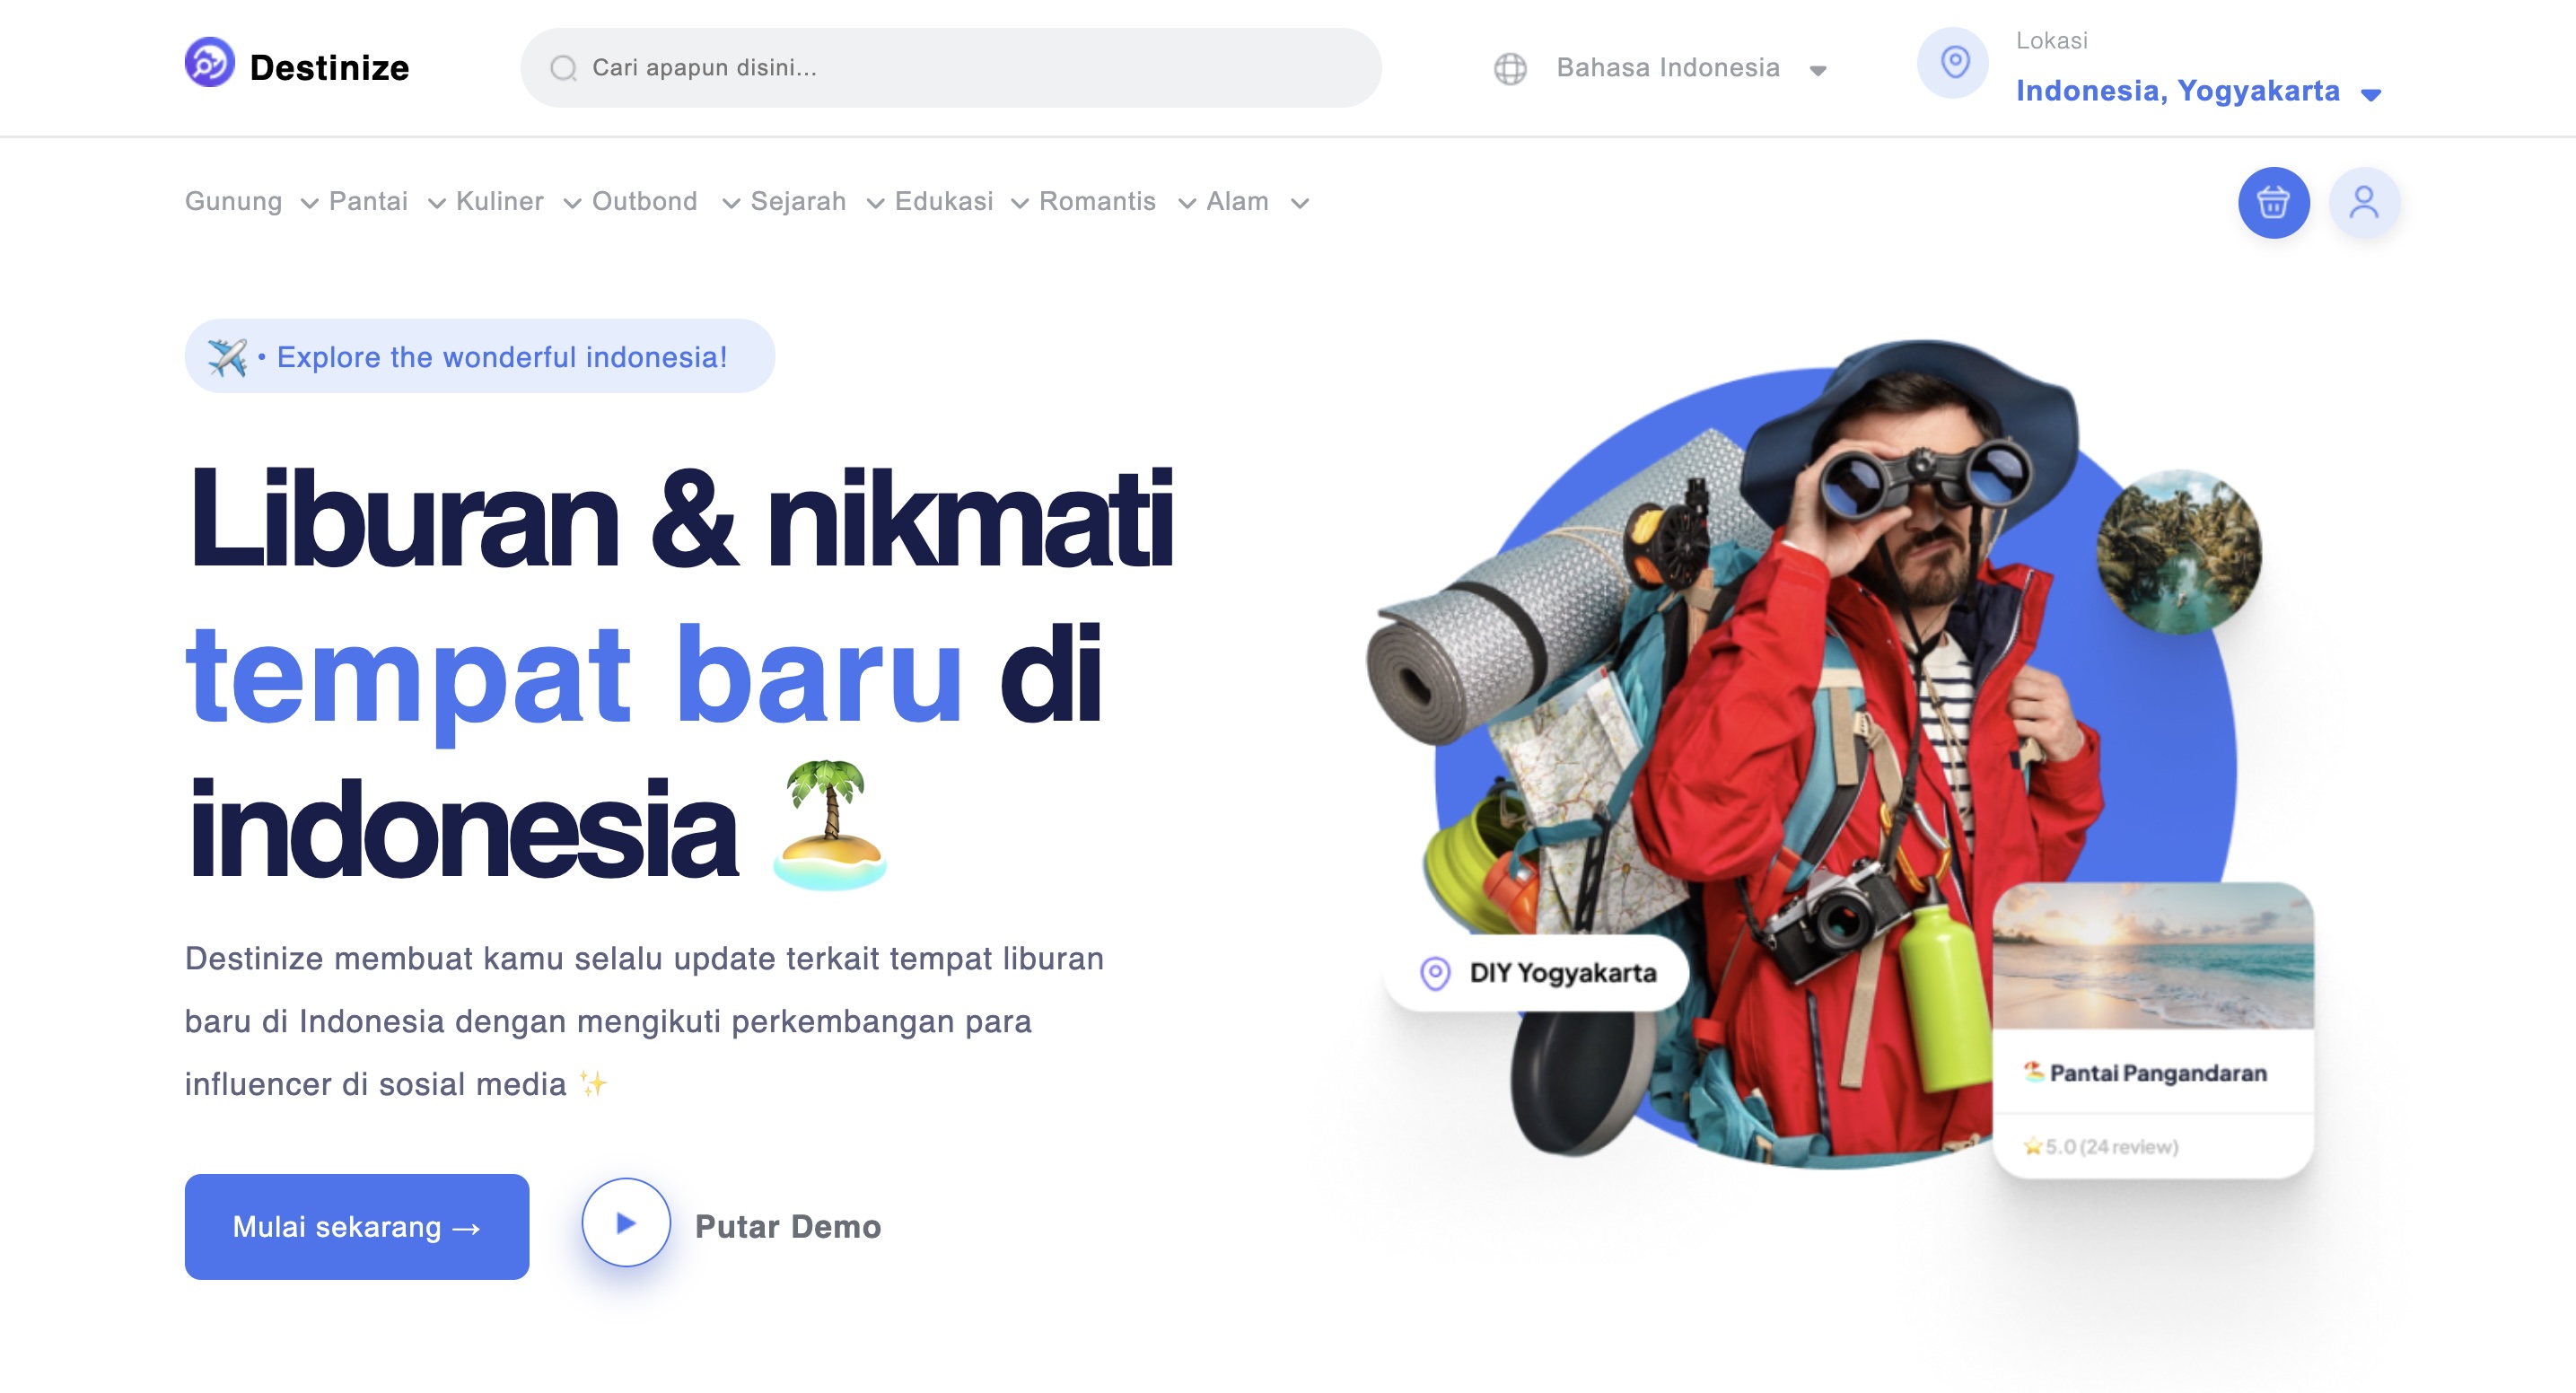 Destinize
Cari apapun disini...
Bahasa Indonesia
Lokasi
Indonesia, Yogyakarta
Gunung Pantai Kuliner Outbond Sejarah Edukasi Romantis Alam
✈️ • Explore the wonderful indonesia!
Liburan & nikmati
tempat baru di
indonesia 🏝️
Destinize membuat kamu selalu update terkait tempat liburan
baru di Indonesia dengan mengikuti perkembangan para
influencer di sosial media ✨
Mulai sekarang →
Putar Demo
DIY Yogyakarta
🏖️ Pantai Pangandaran
⭐ 5.0 (24 review)